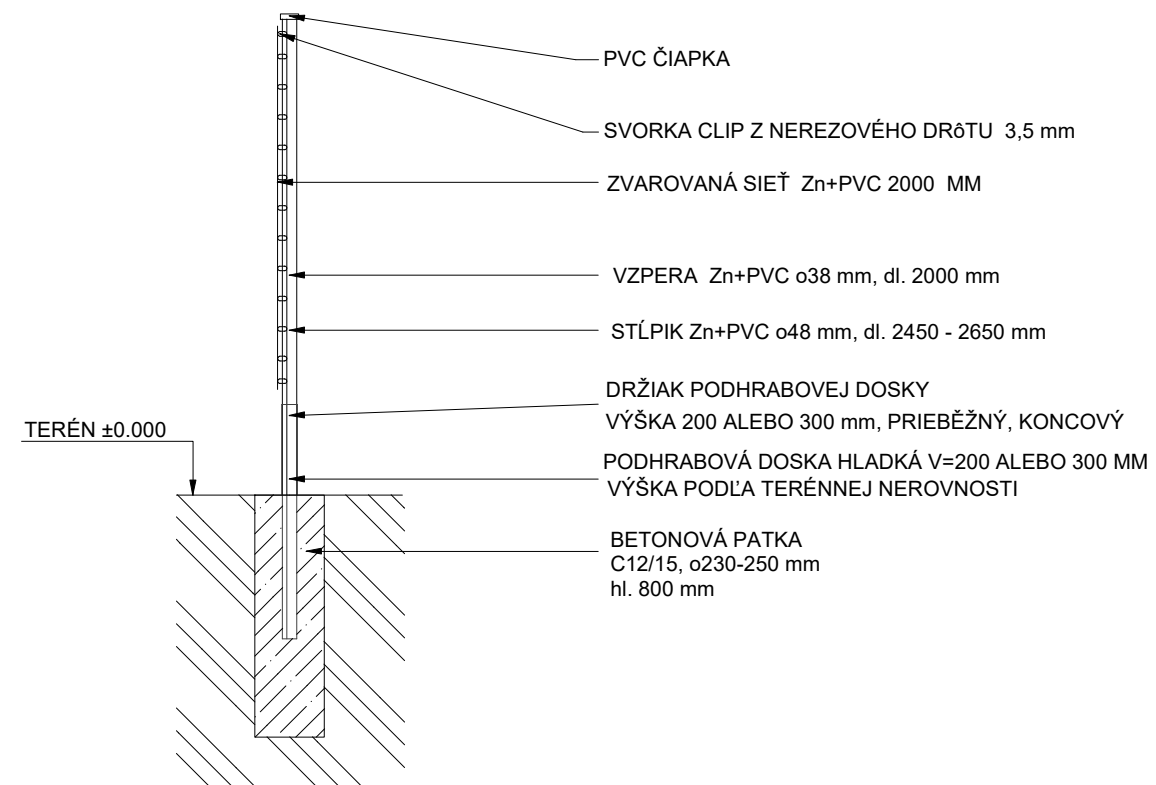 PVC ČIAPKA
SVORKA CLIP Z NEREZOVÉHO DRôTU 3,5 mm
ZVAROVANÁ SIEŤ Zn+PVC 2000 MM
VZPERA Zn+PVC o38 mm, dl. 2000 mm
STĹPIK Zn+PVC o48 mm, dl. 2450 - 2650 mm
DRŽIAK PODHRABOVEJ DOSKY
VÝŠKA 200 ALEBO 300 mm, PRIEBĚŽNÝ, KONCOVÝ
TERÉN ±0.000
PODHRABOVÁ DOSKA HLADKÁ V=200 ALEBO 300 MM
VÝŠKA PODĽA TERÉNNEJ NEROVNOSTI
BETONOVÁ PATKA
C12/15, o230-250 mm
hl. 800 mm